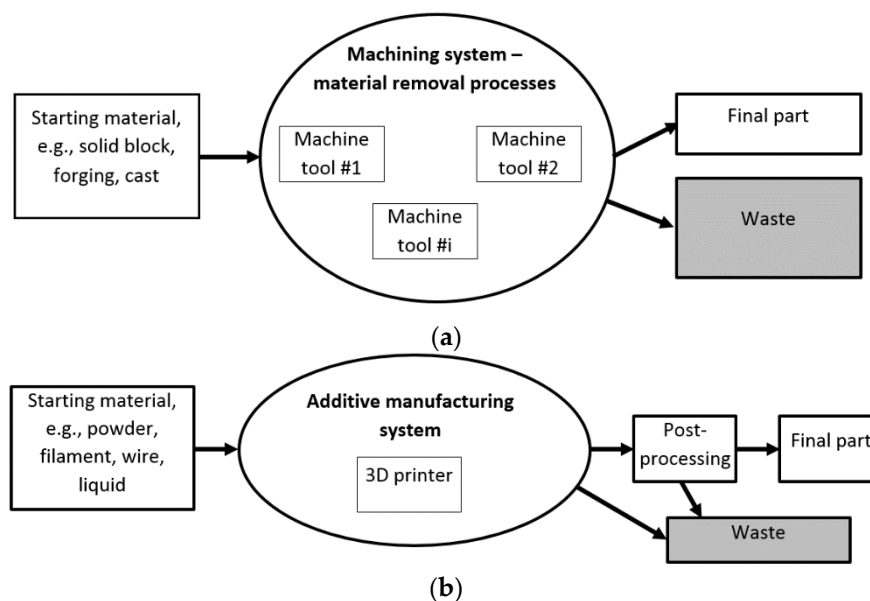 Machining system –
material removal processes
Starting material,
e.g., solid block,
forging, cast
Machine
tool #1
Machine
tool #2
Machine
tool #i
Final part
Waste
(a)
Starting material,
e.g., powder,
filament, wire,
liquid
Additive manufacturing
system
3D printer
Post-
processing
Final part
Waste
(b)